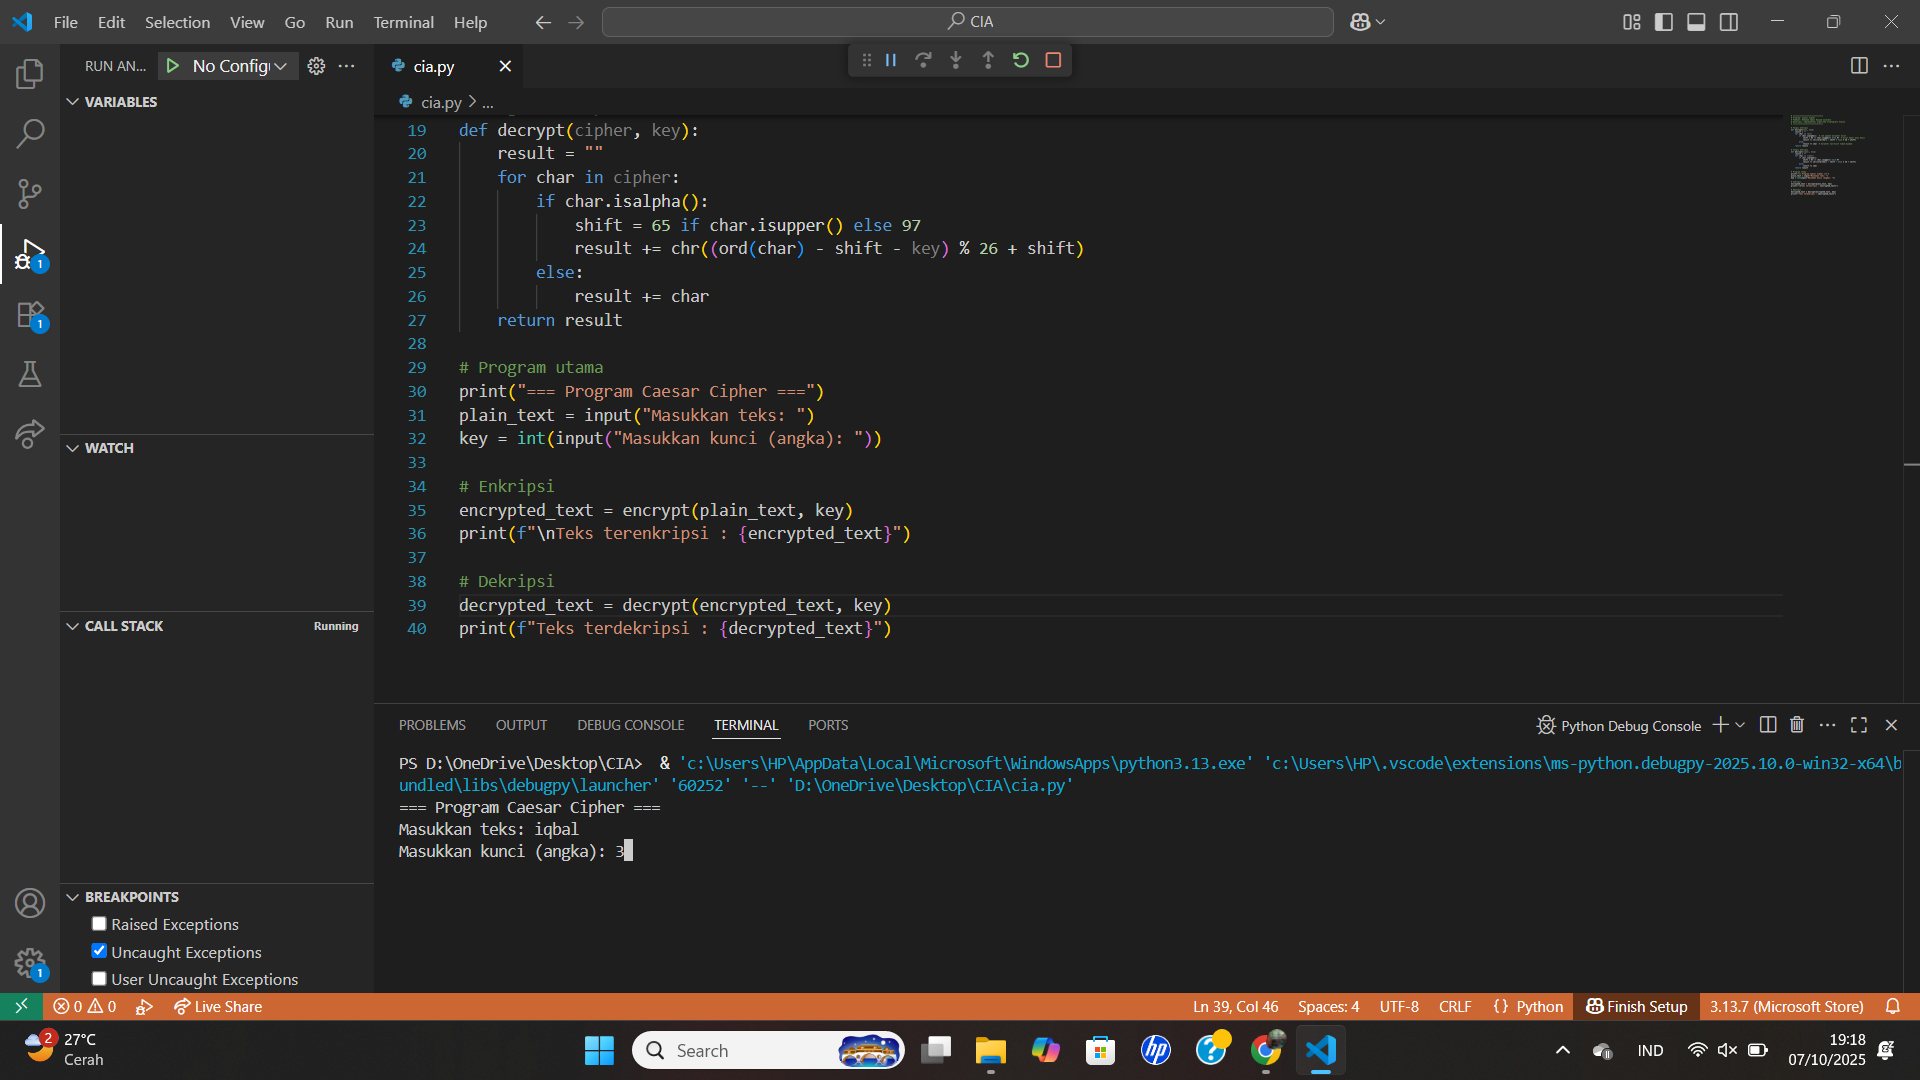 File Edit Selection View Go Run Terminal Help
CIA
RUN AN...
No Config
cia.py
cia.py > ...
VARIABLES
WATCH
CALL STACK
Running
BREAKPOINTS
Raised Exceptions
Uncaught Exceptions
User Uncaught Exceptions
1
1
1
19 def decrypt(cipher, key):
20 result = ""
21 for char in cipher:
22 if char.isalpha():
23 shift = 65 if char.isupper() else 97
24 result += chr((ord(char) - shift - key) % 26 + shift)
25 else:
26 result += char
27 return result
28
29 # Program utama
30 print("=== Program Caesar Cipher ===")
31 plain_text = input("Masukkan teks: ")
32 key = int(input("Masukkan kunci (angka): "))
33
34 # Enkripsi
35 encrypted_text = encrypt(plain_text, key)
36 print(f"\nTeks terenkripsi : {encrypted_text}")
37
38 # Dekripsi
39 decrypted_text = decrypt(encrypted_text, key)
40 print(f"Teks terdekripsi : {decrypted_text}")
PROBLEMS OUTPUT DEBUG CONSOLE TERMINAL PORTS
Python Debug Console
PS D:\OneDrive\Desktop\CIA> & 'c:\Users\HP\AppData\Local\Microsoft\WindowsApps\python3.13.exe' 'c:\Users\HP\.vscode\extensions\ms-python.debugpy-2025.10.0-win32-x64\b
undled\libs\debugpy\launcher' '60252' '--' 'D:\OneDrive\Desktop\CIA\cia.py'
=== Program Caesar Cipher ===
Masukkan teks: iqbal
Masukkan kunci (angka): 3
0 0 Live Share
Ln 39, Col 46 Spaces: 4 UTF-8 CRLF {} Python Finish Setup 3.13.7 (Microsoft Store)
2
27°C
Cerah
Search
hp
IND
19:18
07/10/2025